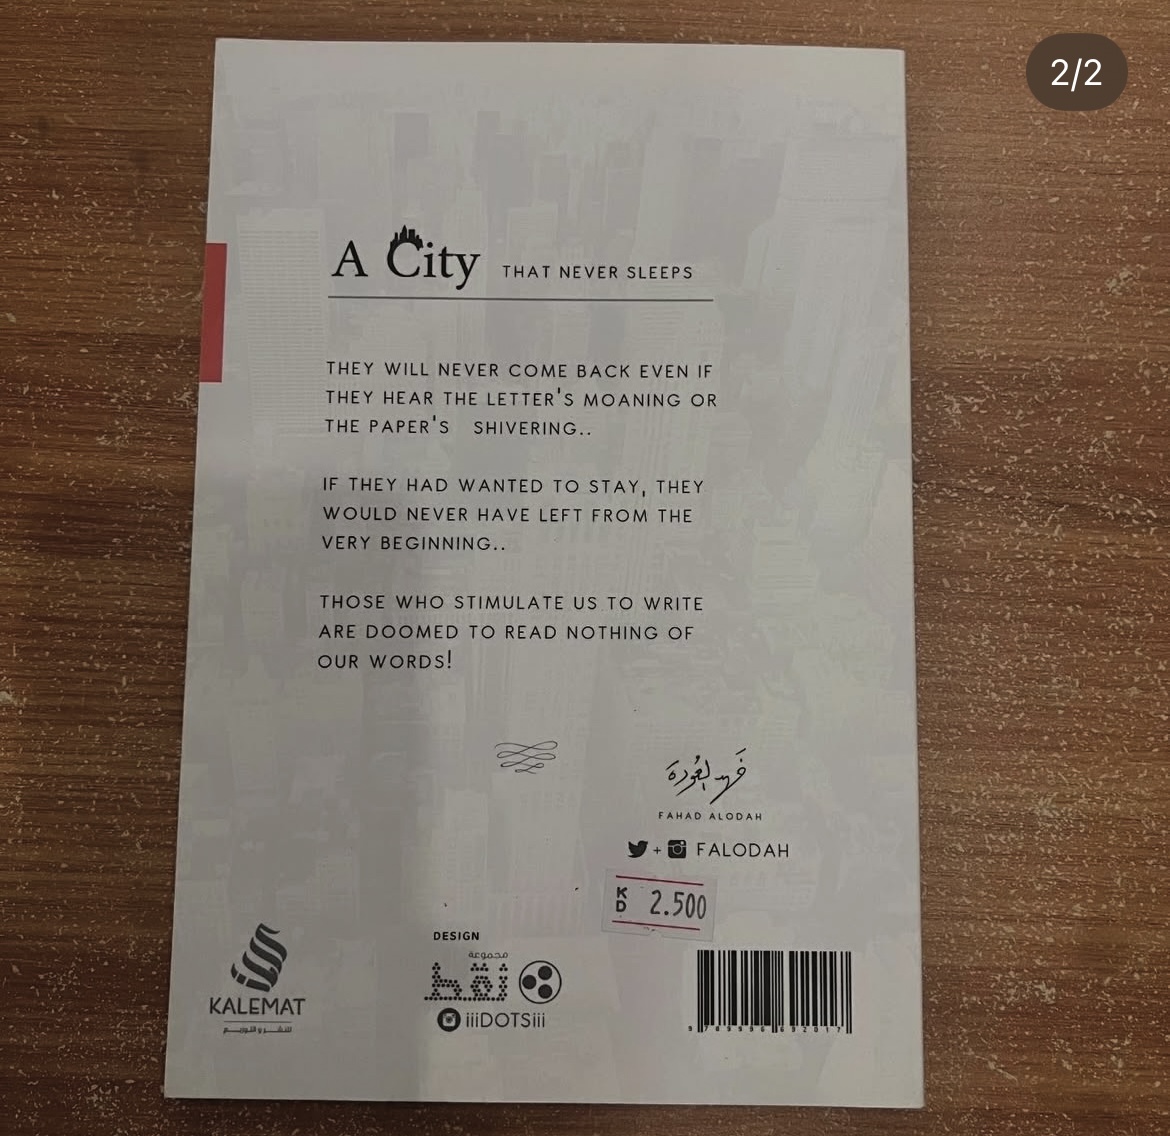 2/2
A City THAT NEVER SLEEPS
THEY WILL NEVER COME BACK EVEN IF
THEY HEAR THE LETTER'S MOANING OR
THE PAPER'S SHIVERING..
IF THEY HAD WANTED TO STAY, THEY
WOULD NEVER HAVE LEFT FROM THE
VERY BEGINNING..
THOSE WHO STIMULATE US TO WRITE
ARE DOOMED TO READ NOTHING OF
OUR WORDS!
فهد العودة
FAHAD ALODAH
+ FALODAH
KD 2.500
DESIGN
مجموعة
نقط
iiiDOTSiii
KALEMAT
للنشر و التوزيع